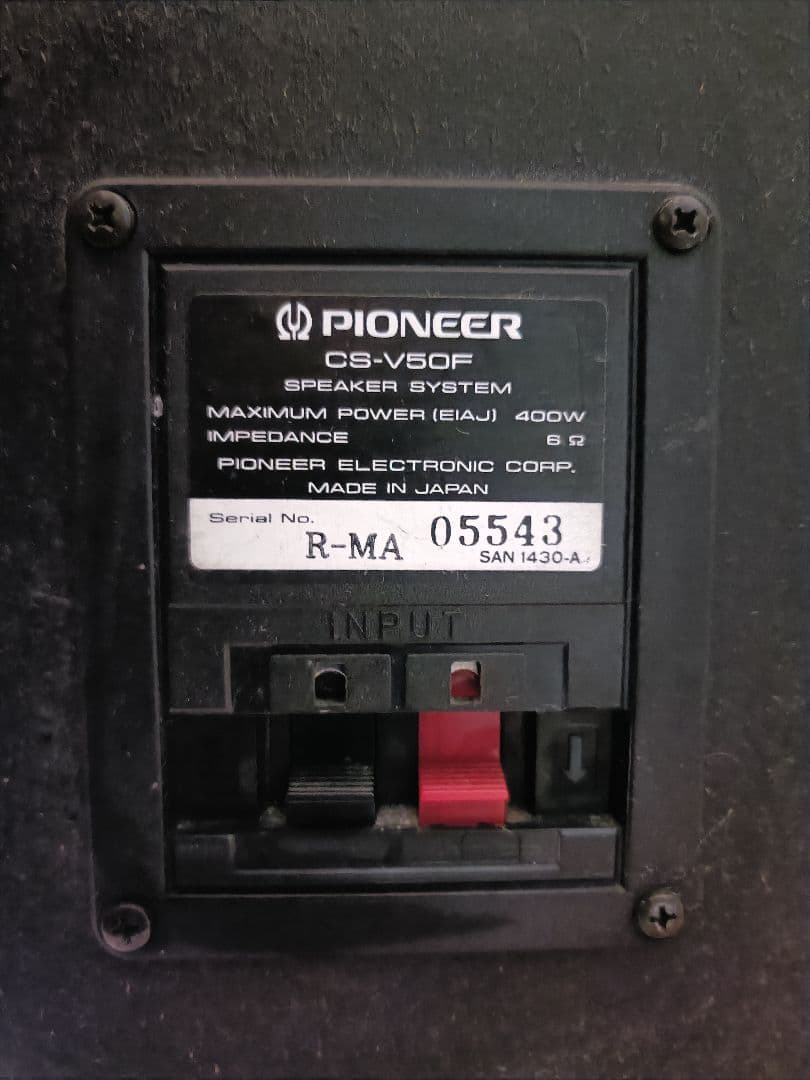 PIONEER
CS-V50F
SPEAKER SYSTEM
MAXIMUM POWER (EIAJ) 400W
IMPEDANCE 6 Ω
PIONEER ELECTRONIC CORP.
MADE IN JAPAN
Serial No.
R-MA 05543
SAN 1430-A
INPUT